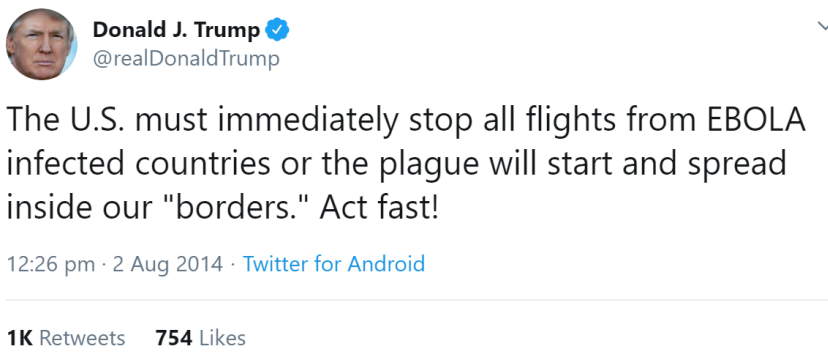 Donald J. Trump
@realDonaldTrump
The U.S. must immediately stop all flights from EBOLA
infected countries or the plague will start and spread
inside our "borders." Act fast!
12:26 pm · 2 Aug 2014 · Twitter for Android
1K Retweets 754 Likes